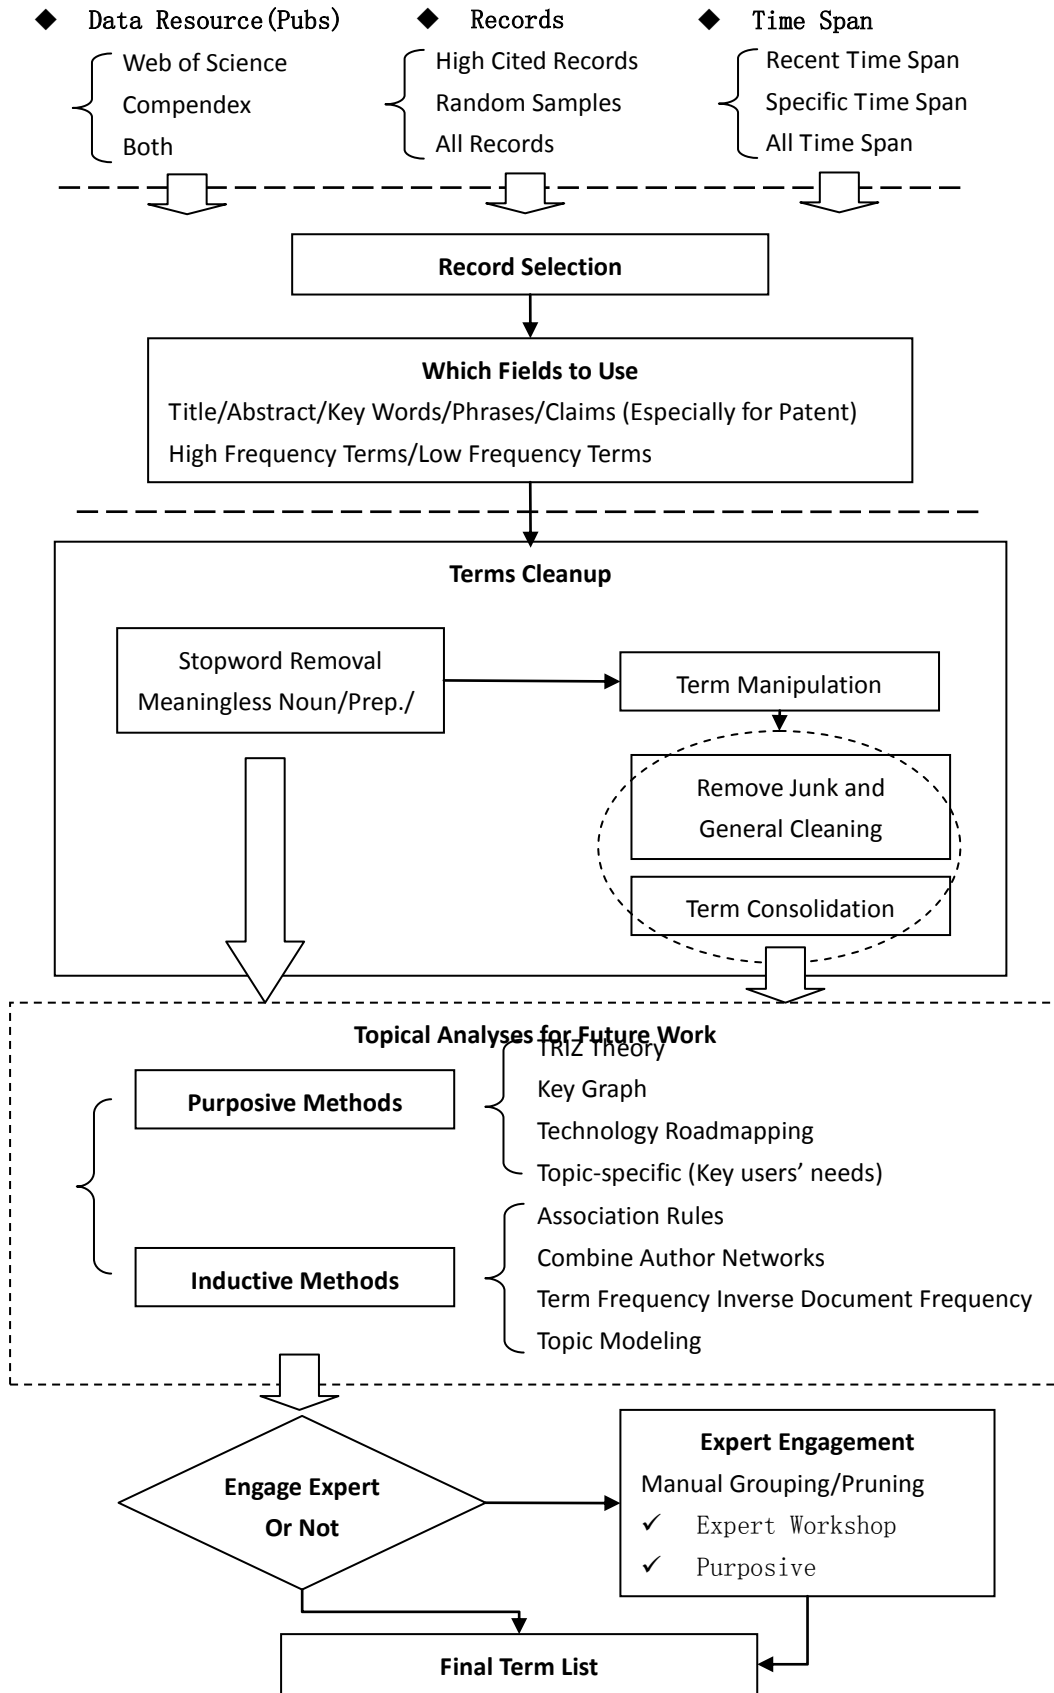 ◆ Data Resource(Pubs)
Web of Science
Compendex
Both
◆ Records
High Cited Records
Random Samples
All Records
◆ Time Span
Recent Time Span
Specific Time Span
All Time Span
Record Selection
Which Fields to Use
Title/Abstract/Key Words/Phrases/Claims (Especially for Patent)
High Frequency Terms/Low Frequency Terms
Terms Cleanup
Stopword Removal
Meaningless Noun/Prep./
Term Manipulation
Remove Junk and
General Cleaning
Term Consolidation
Topical Analyses for Future Work
Purposive Methods
TRIZ Theory
Key Graph
Technology Roadmapping
Topic-specific (Key users’ needs)
Inductive Methods
Association Rules
Combine Author Networks
Term Frequency Inverse Document Frequency
Topic Modeling
Engage Expert
Or Not
Expert Engagement
Manual Grouping/Pruning
✓ Expert Workshop
✓ Purposive
Final Term List